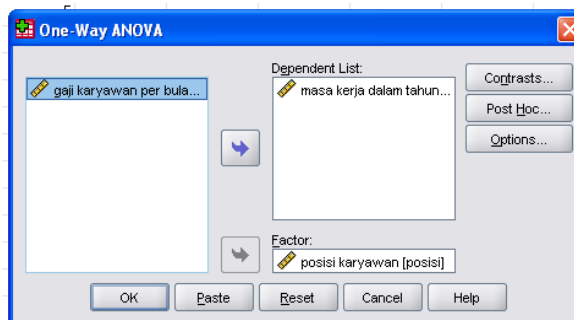 One-Way ANOVA
gaji karyawan per bula...
Dependent List:
masa kerja dalam tahun...
Contrasts...
Post Hoc...
Options...
Factor:
posisi karyawan [posisi]
OK Paste Reset Cancel Help